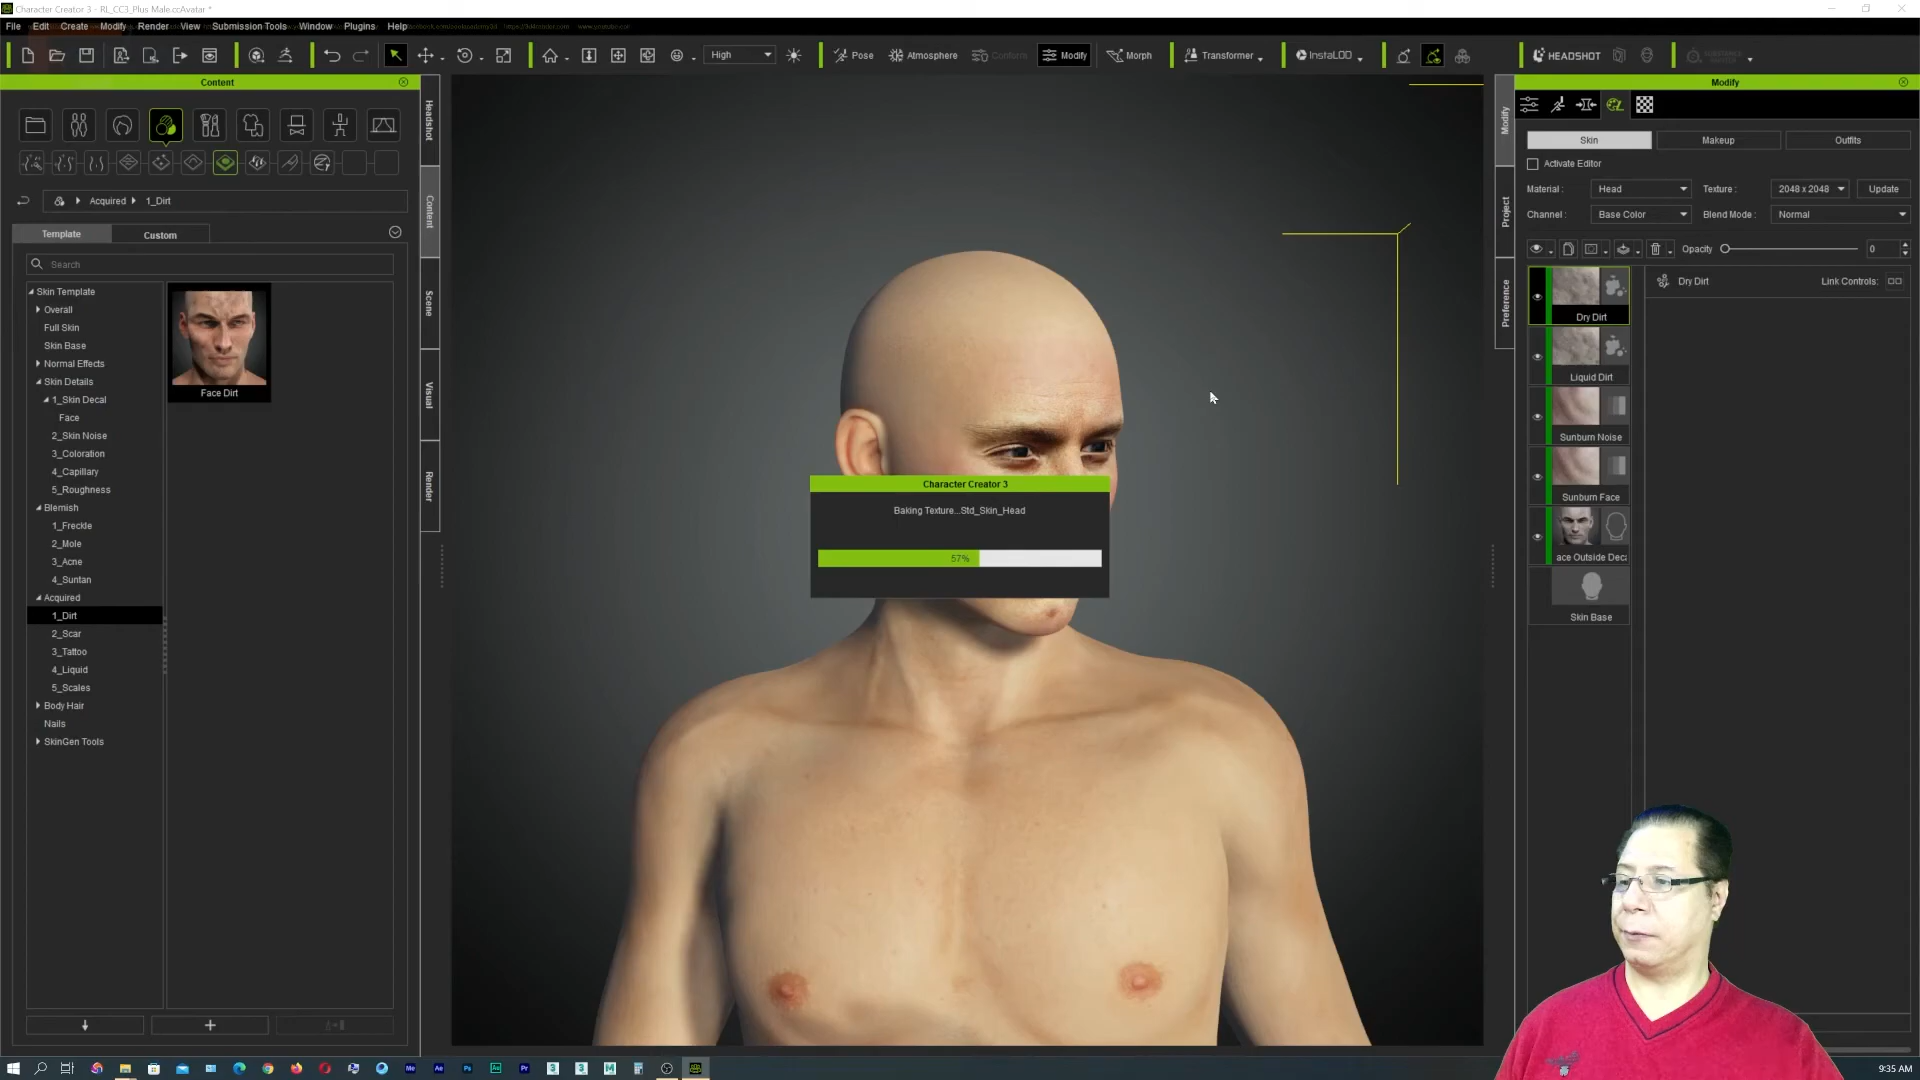 Character Creator 3 - RL_CC3_Plus Male.ccAvatar *
File Edit Create Modify Render View Submission Tools Window Plugins Help
High
Pose
Atmosphere
Conform
Modify
Morph
Transformer
InstaLOD
HEADSHOT
Content
Acquired
1_Dirt
Template
Custom
Search
Skin Template
Overall
Full Skin
Skin Base
Normal Effects
Skin Details
1_Skin Decal
Face
2_Skin Noise
3_Coloration
4_Capillary
5_Roughness
Blemish
1_Freckle
2_Mole
3_Acne
4_Suntan
Acquired
1_Dirt
2_Scar
3_Tattoo
4_Liquid
5_Scales
Body Hair
Nails
SkinGen Tools
Face Dirt
Headshot
Content
Scene
Visual
Render
Character Creator 3
Baking Texture...Std_Skin_Head
57%
Modify
Project
Preference
Modify
Skin
Makeup
Outfits
Activate Editor
Material :
Head
Texture :
2048 x 2048
Update
Channel :
Base Color
Blend Mode :
Normal
Opacity
0
Dry Dirt
Link Controls:
Dry Dirt
Liquid Dirt
Sunburn Noise
Sunburn Face
ace Outside Deca
Skin Base
9:35 AM